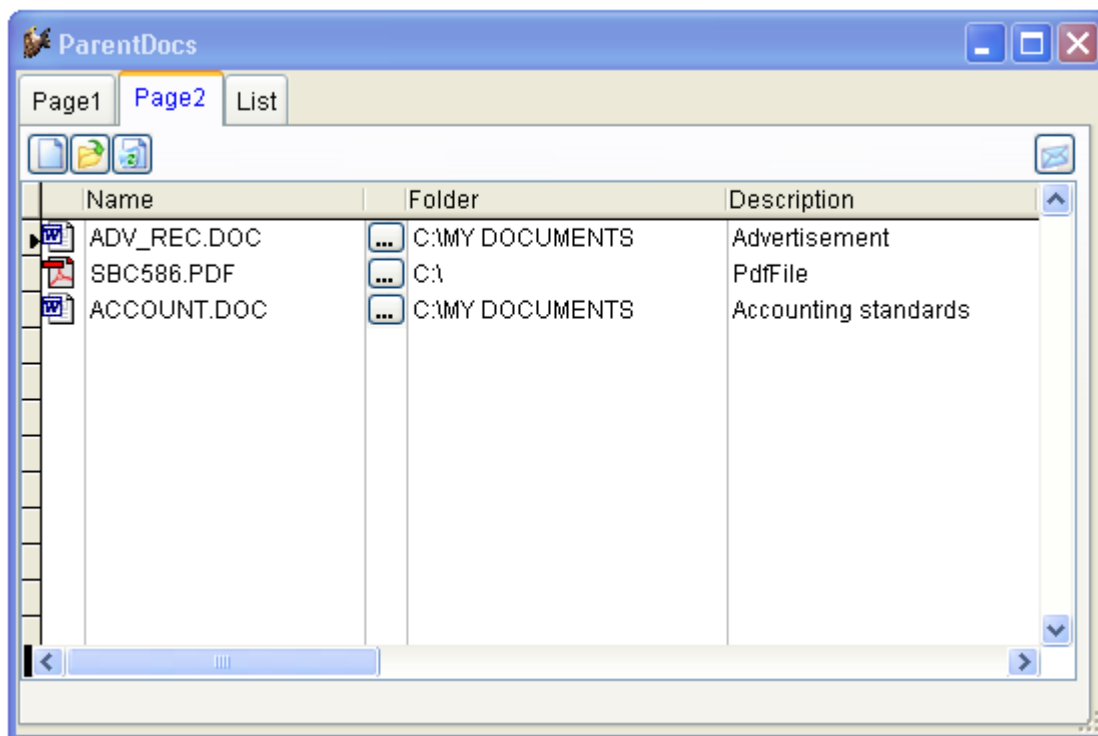 ParentDocs
Page1 Page2 List
Name Folder Description
ADV_REC.DOC ... C:\MY DOCUMENTS Advertisement
SBC586.PDF ... C:\ PdfFile
ACCOUNT.DOC ... C:\MY DOCUMENTS Accounting standards